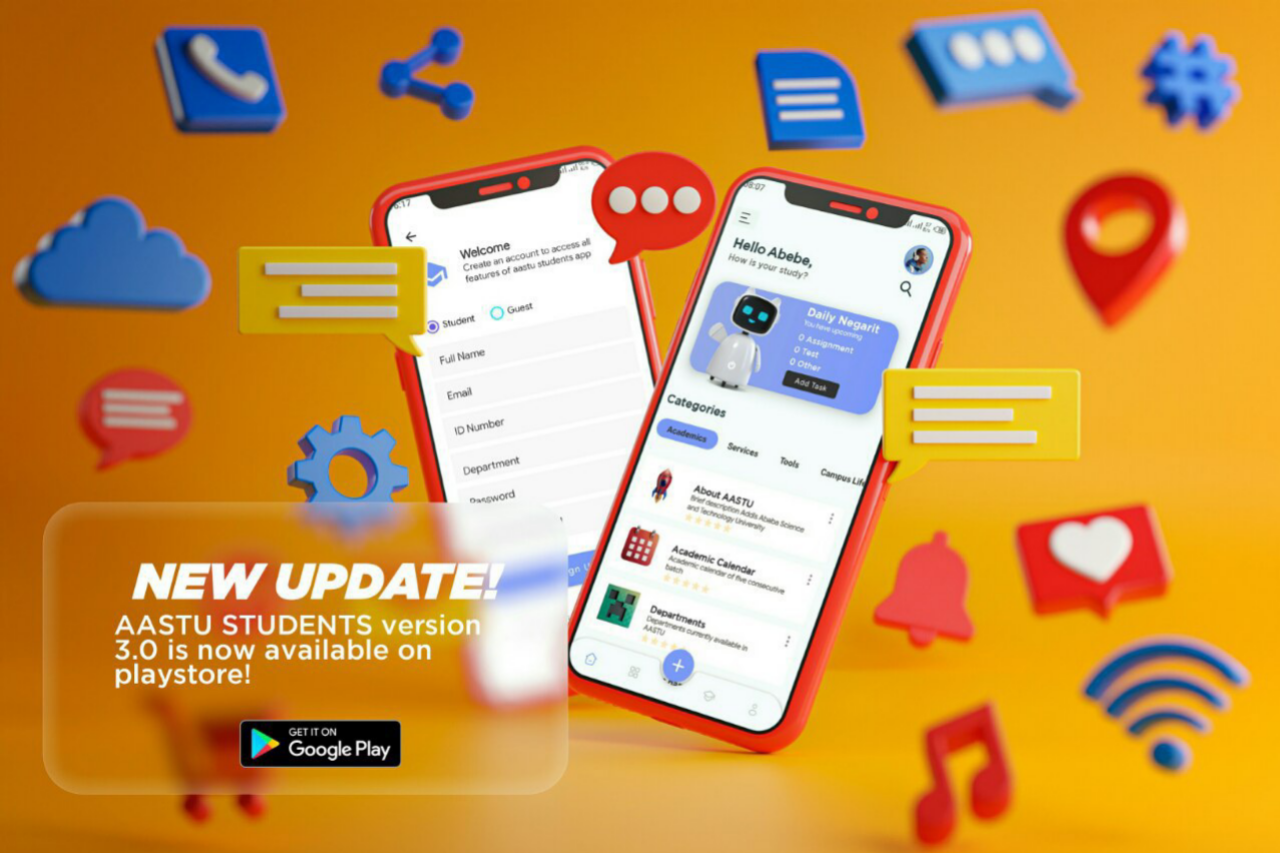 Welcome
Create an account to access all
features of aastu students app
Student
Guest
Full Name
Email
ID Number
Department
Password
08:07
Hello Abebe,
How is your study?
Daily Negarit
You have upcoming
0 Assignment
0 Test
0 Other
Add Task
Categories
Academics
Services
Tools
Campus Life
About AASTU
Brief description Addis Ababa Science
and Technology University
Academic Calendar
Academic calendar of five consecutive
batch
Departments
Departments currently available in
AASTU
NEW UPDATE!
AASTU STUDENTS version
3.0 is now available on
playstore!
GET IT ON
Google Play